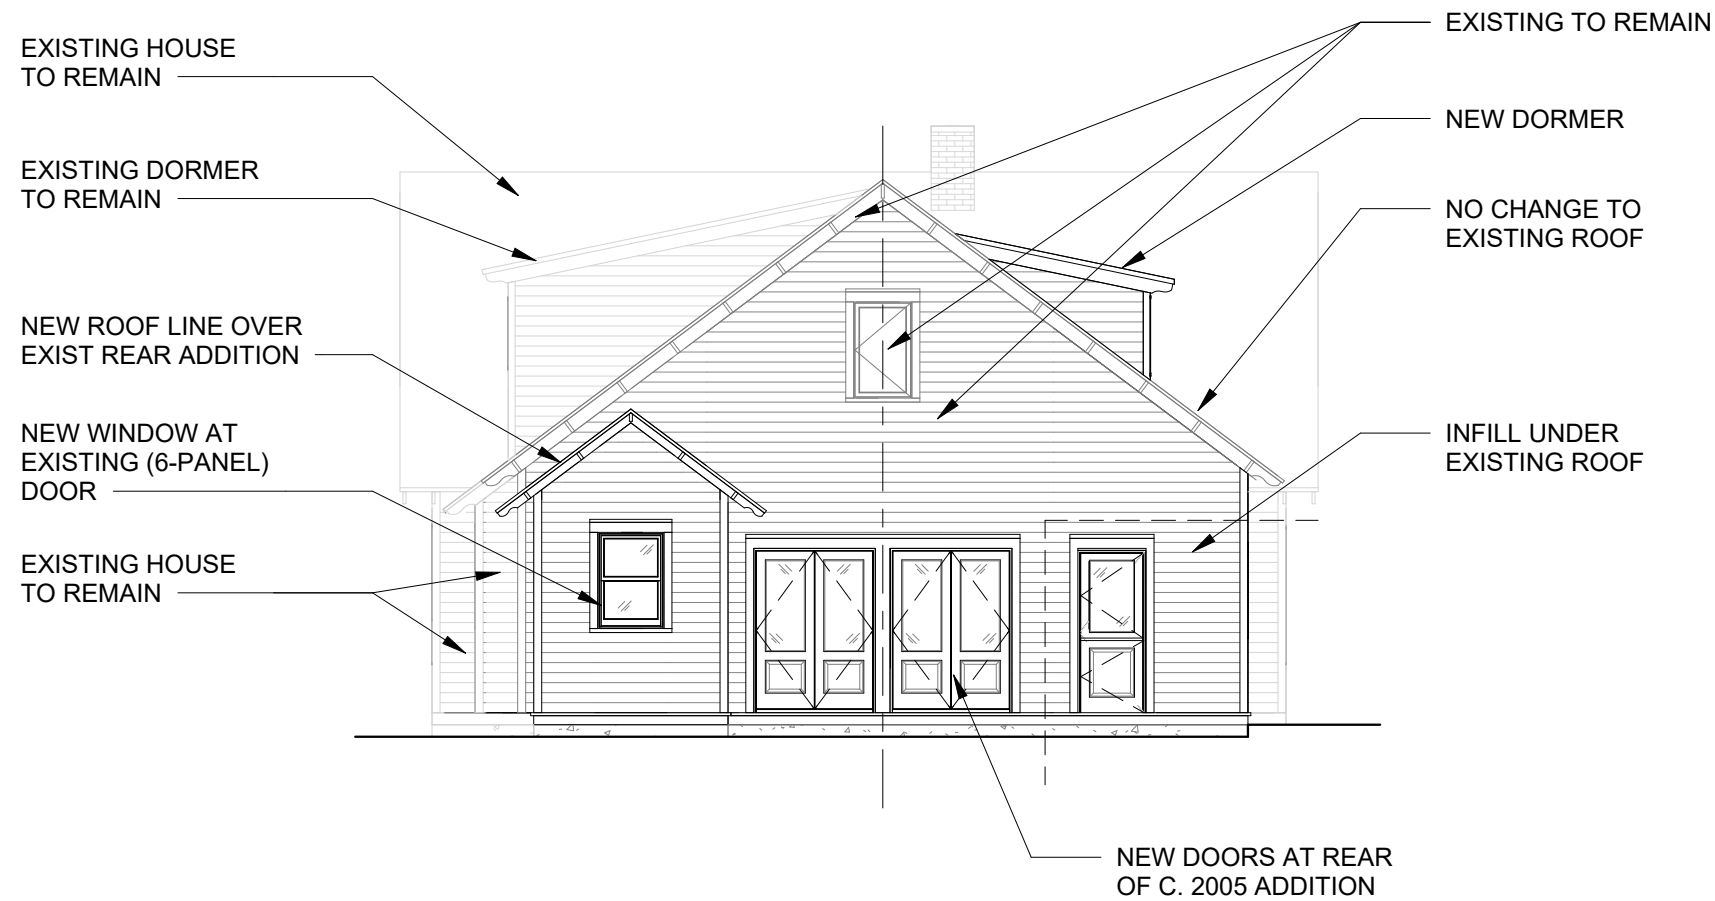 EXISTING HOUSE
TO REMAIN
EXISTING DORMER
TO REMAIN
NEW ROOF LINE OVER
EXIST REAR ADDITION
NEW WINDOW AT
EXISTING (6-PANEL)
DOOR
EXISTING HOUSE
TO REMAIN
EXISTING TO REMAIN
NEW DORMER
NO CHANGE TO
EXISTING ROOF
INFILL UNDER
EXISTING ROOF
NEW DOORS AT REAR
OF C. 2005 ADDITION